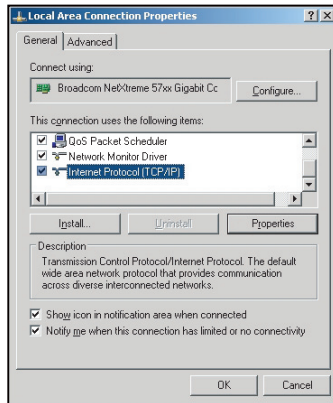 Local Area Connection Properties
General Advanced
Connect using:
Broadcom NetXtreme 57xx Gigabit Cc Configure...
This connection uses the following items:
QoS Packet Scheduler
Network Monitor Driver
Internet Protocol (TCP/IP)
Install... Uninstall Properties
Description
Transmission Control Protocol/Internet Protocol. The default
wide area network protocol that provides communication
across diverse interconnected networks.
Show icon in notification area when connected
Notify me when this connection has limited or no connectivity
OK Cancel